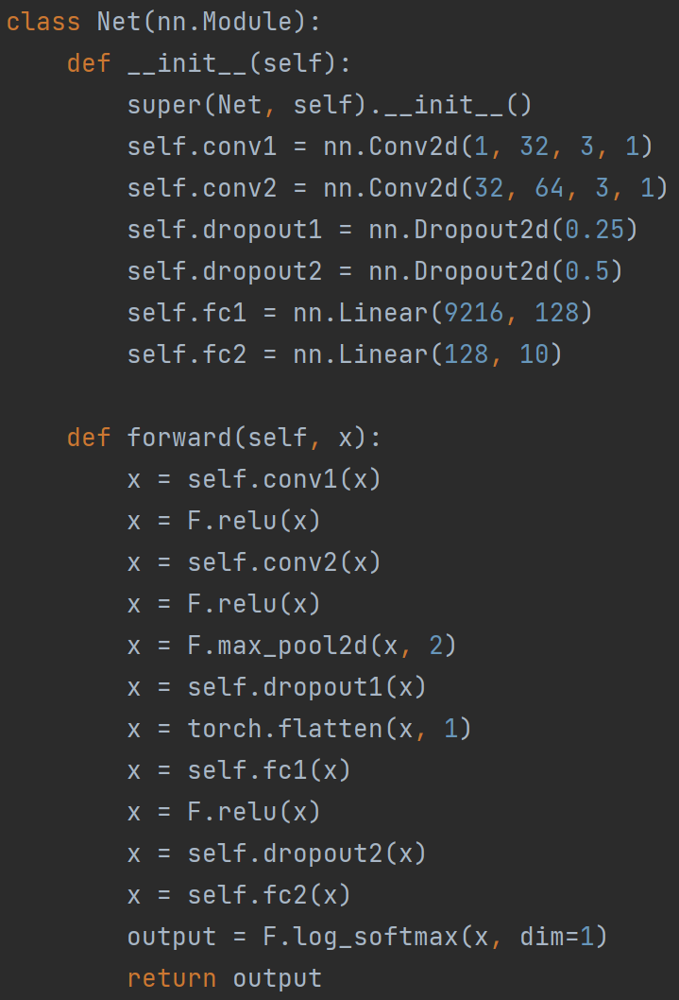 class Net(nn.Module):
    def __init__(self):
        super(Net, self).__init__()
        self.conv1 = nn.Conv2d(1, 32, 3, 1)
        self.conv2 = nn.Conv2d(32, 64, 3, 1)
        self.dropout1 = nn.Dropout2d(0.25)
        self.dropout2 = nn.Dropout2d(0.5)
        self.fc1 = nn.Linear(9216, 128)
        self.fc2 = nn.Linear(128, 10)

    def forward(self, x):
        x = self.conv1(x)
        x = F.relu(x)
        x = self.conv2(x)
        x = F.relu(x)
        x = F.max_pool2d(x, 2)
        x = self.dropout1(x)
        x = torch.flatten(x, 1)
        x = self.fc1(x)
        x = F.relu(x)
        x = self.dropout2(x)
        x = self.fc2(x)
        output = F.log_softmax(x, dim=1)
        return output